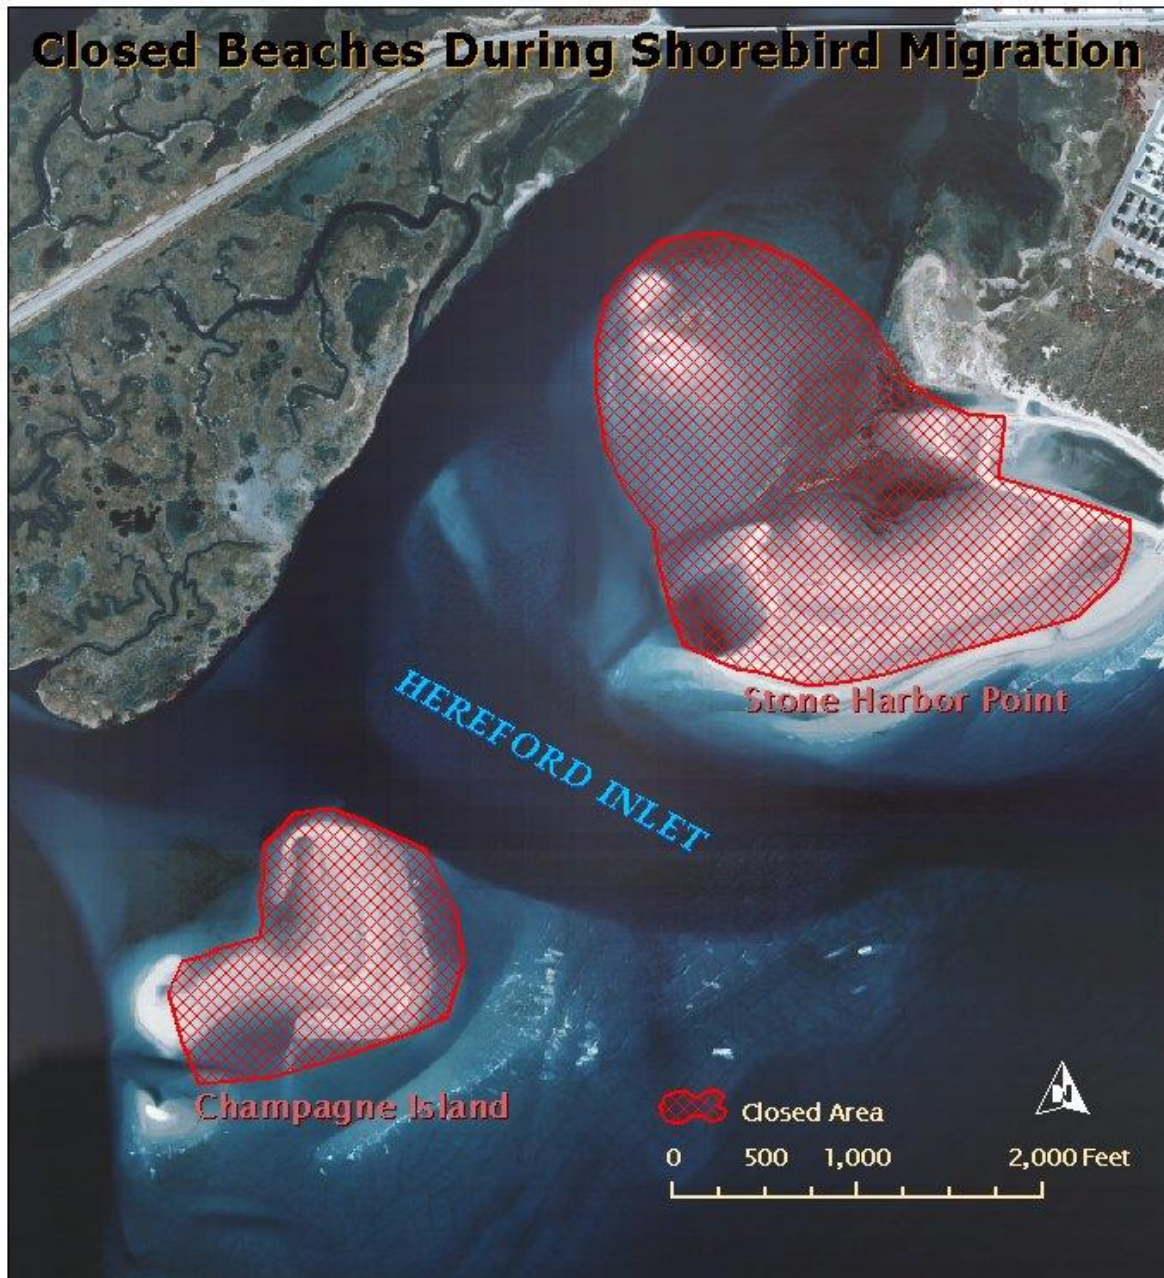 Closed Beaches During Shorebird Migration
Stone Harbor Point
HEREFORD INLET
Champagne Island
Closed Area
N
0 500 1,000 2,000 Feet